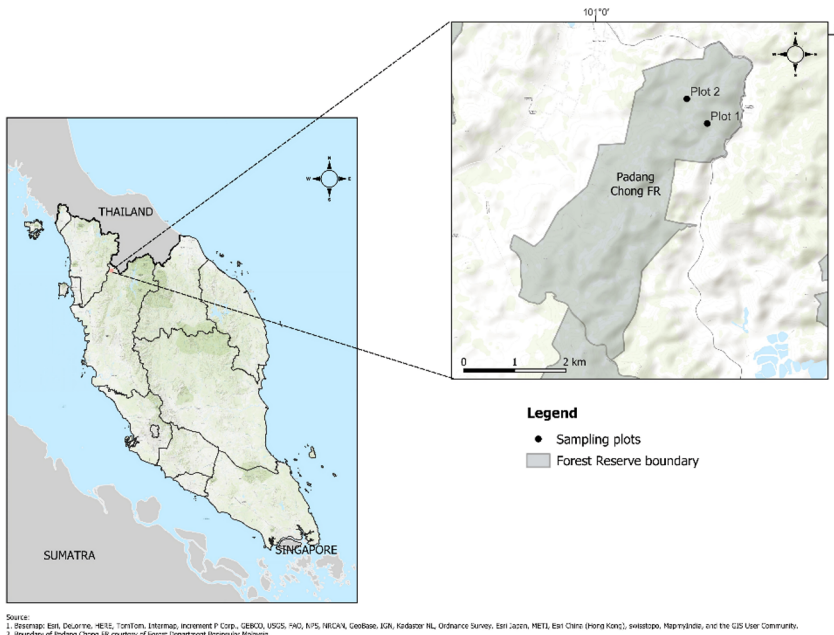 101°0'
N
W E
S
Plot 2
Plot 1
Padang
Chong FR
0 1 2 km
N
W E
S
THAILAND
SUMATRA
SINGAPORE
Legend
Sampling plots
Forest Reserve boundary
Source:
1. Basemap: Esri, DeLorme, HERE, TomTom, Intermap, increment P Corp., GEBCO, USGS, FAO, NPS, NRCAN, GeoBase, IGN, Kadaster NL, Ordnance Survey, Esri Japan, METI, Esri China (Hong Kong), swisstopo, MapmyIndia, and the GIS User Community.
2. Boundary of Padang Chong FR courtesy of Forest Department Peninsular Malaysia